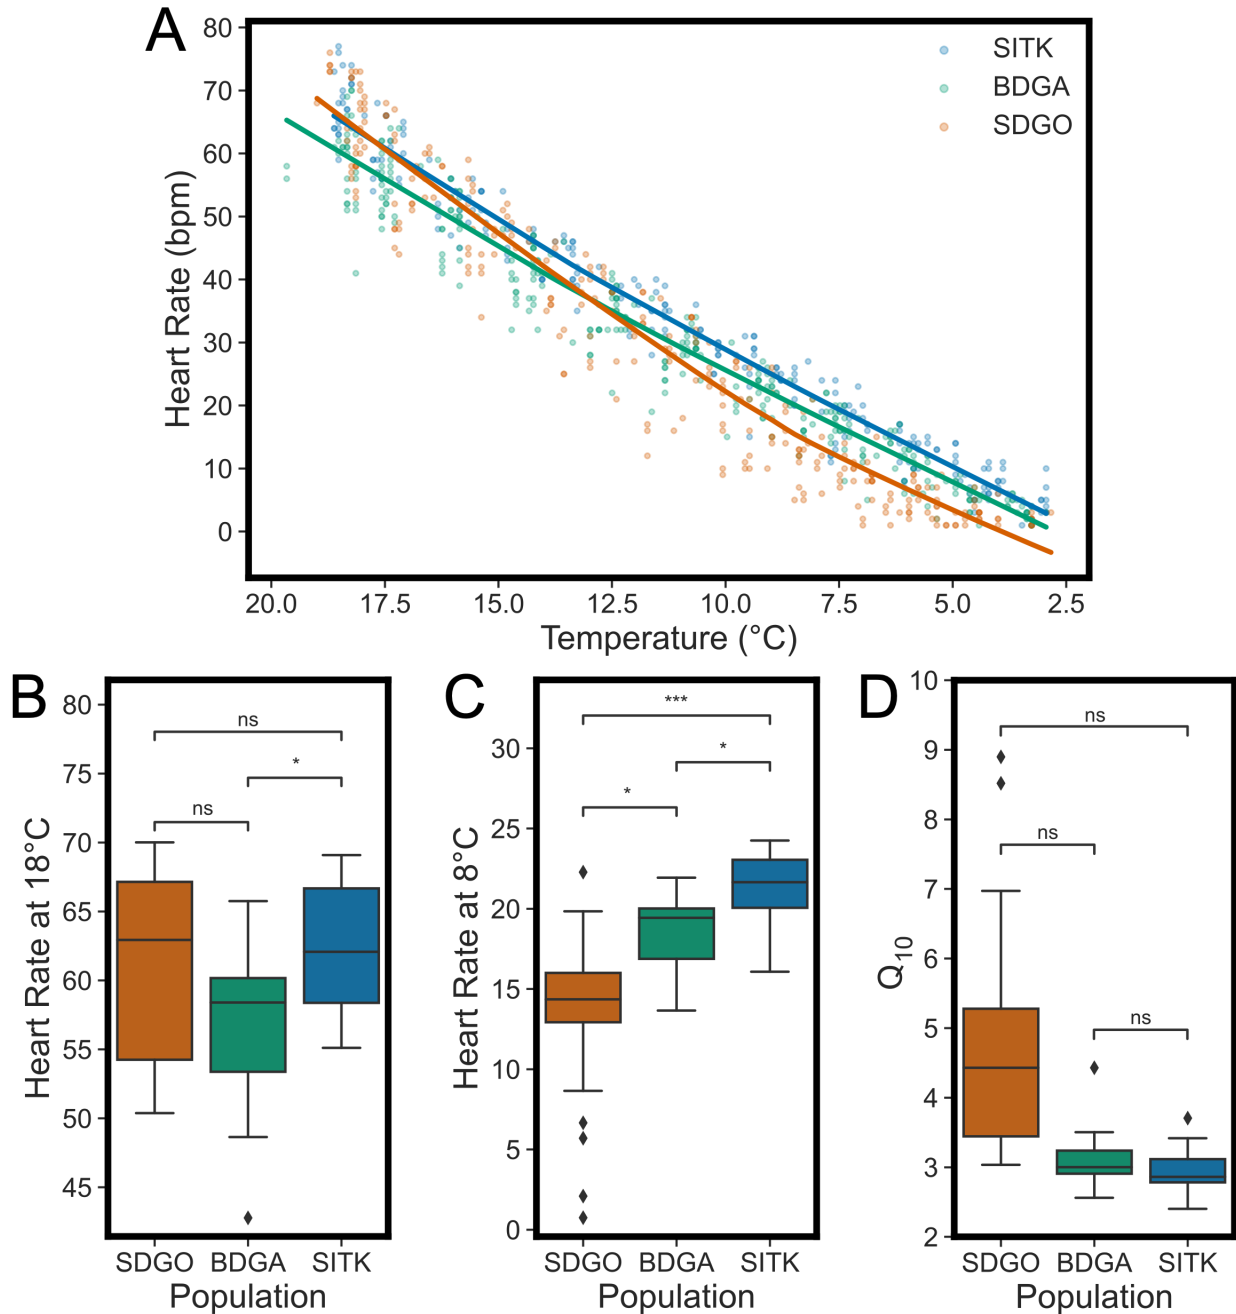 A
80
70
60
50
40
30
20
10
0
Heart Rate (bpm)
SITK
BDGA
SDGO
20.0 17.5 15.0 12.5 10.0 7.5 5.0 2.5
Temperature (°C)
B
80
75
70
65
60
55
50
45
Heart Rate at 18°C
ns
*
ns
SDGO BDGA SITK
Population
C
30
25
20
15
10
5
0
Heart Rate at 8°C
***
*
*
SDGO BDGA SITK
Population
D
10
9
8
7
6
5
4
3
2
Q10
ns
ns
ns
SDGO BDGA SITK
Population